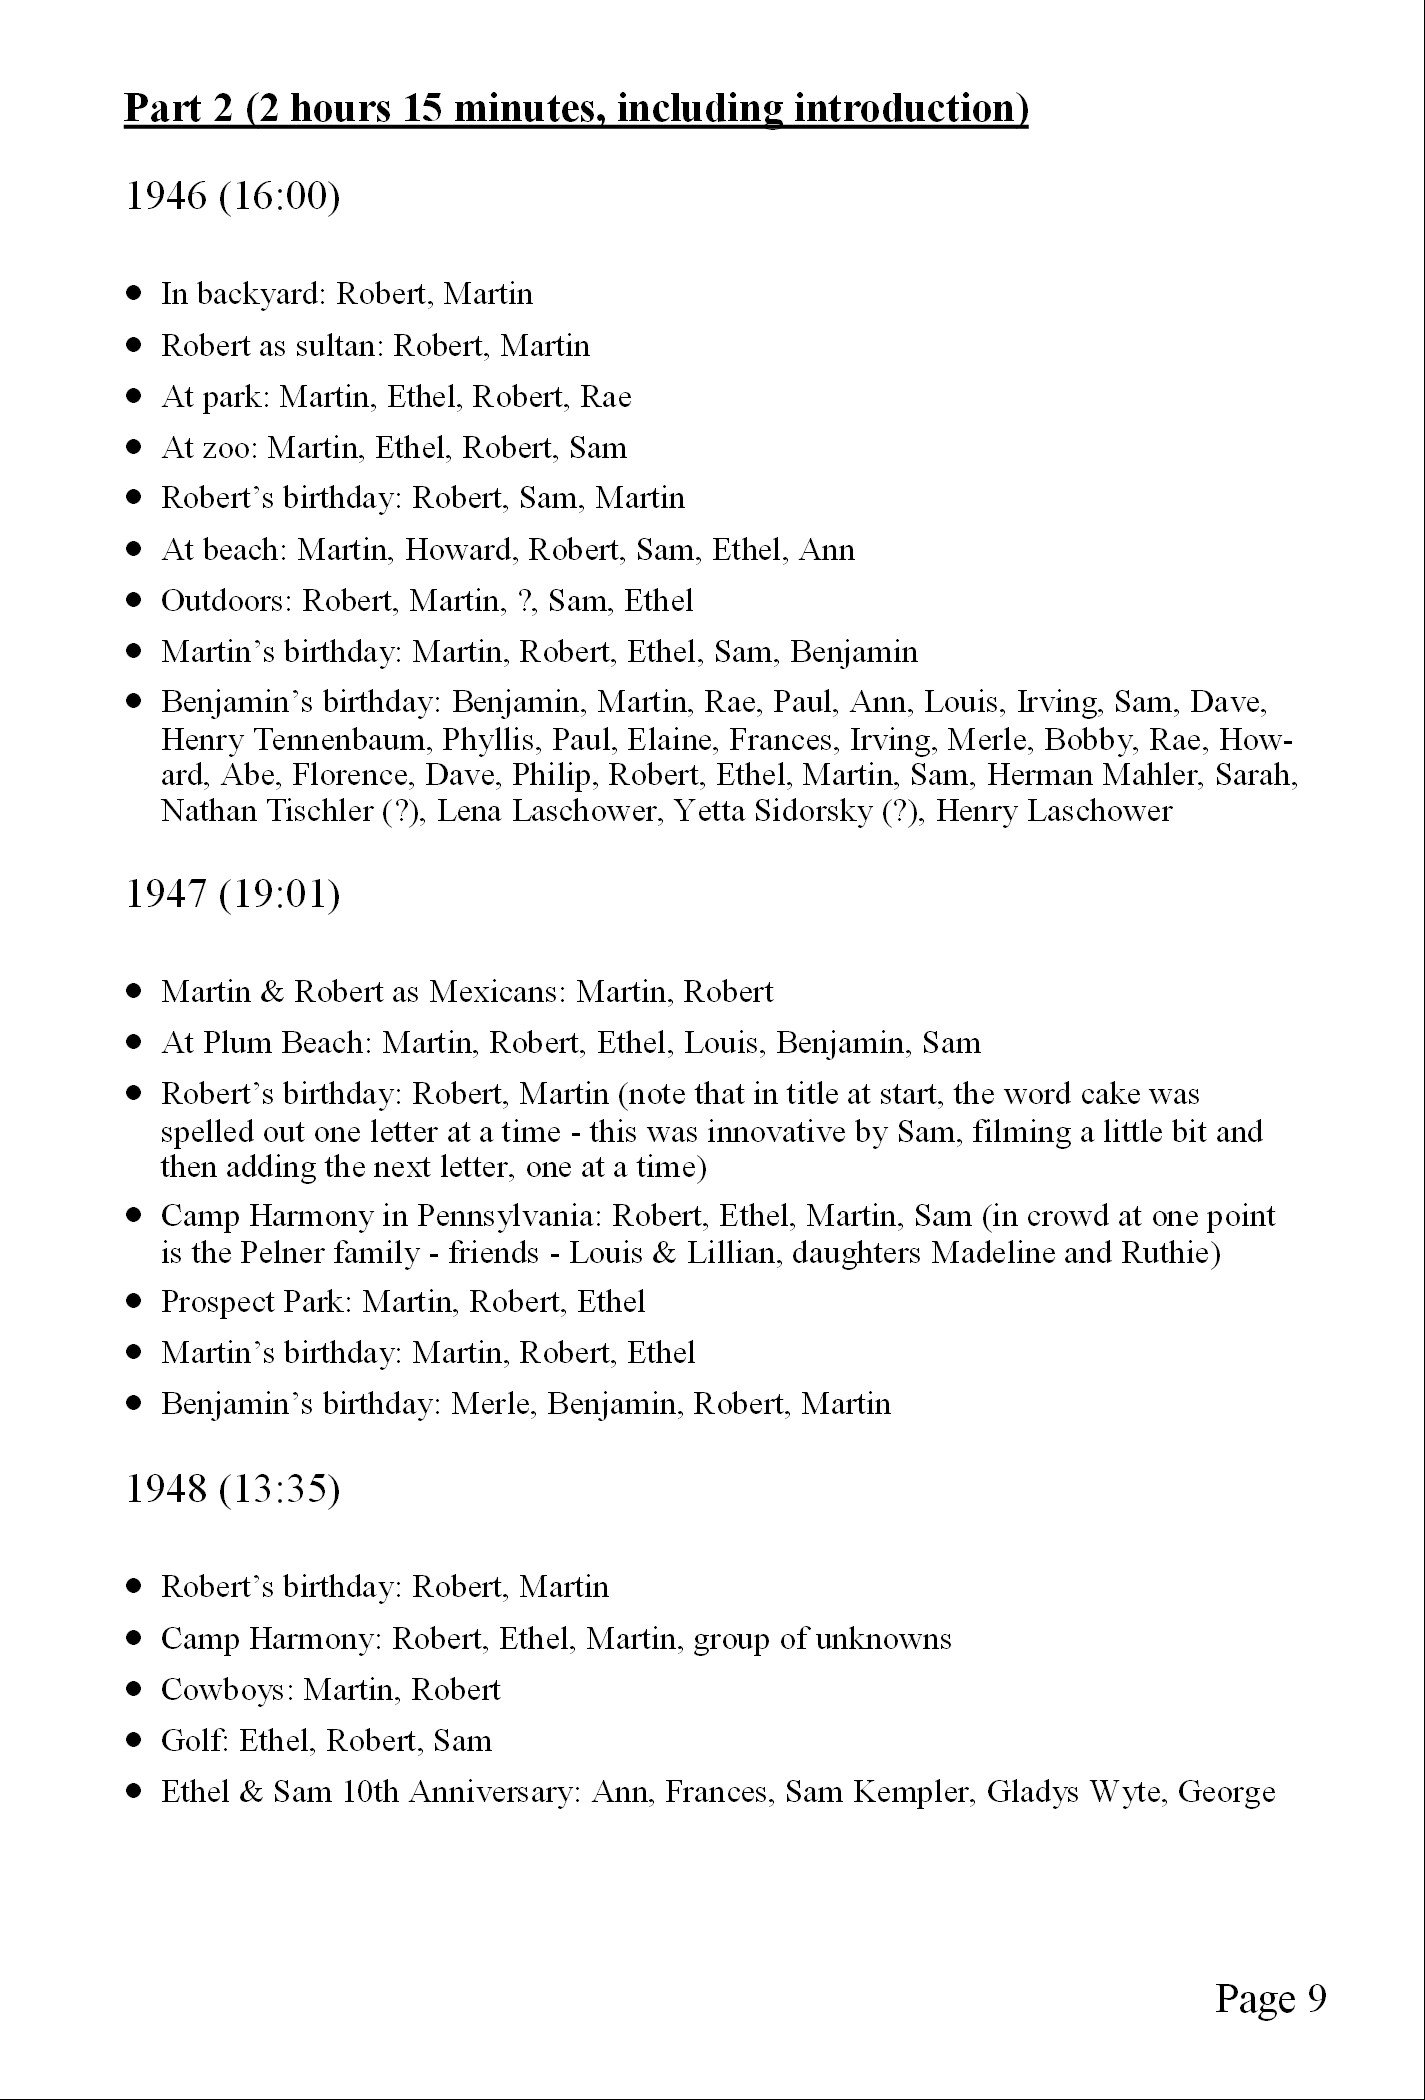 Part 2 (2 hours 15 minutes, including introduction)
1946 (16:00)
● In backyard: Robert, Martin
● Robert as sultan: Robert, Martin
● At park: Martin, Ethel, Robert, Rae
● At zoo: Martin, Ethel, Robert, Sam
● Robert’s birthday: Robert, Sam, Martin
● At beach: Martin, Howard, Robert, Sam, Ethel, Ann
● Outdoors: Robert, Martin, ?, Sam, Ethel
● Martin’s birthday: Martin, Robert, Ethel, Sam, Benjamin
● Benjamin’s birthday: Benjamin, Martin, Rae, Paul, Ann, Louis, Irving, Sam, Dave,
Henry Tennenbaum, Phyllis, Paul, Elaine, Frances, Irving, Merle, Bobby, Rae, How-
ard, Abe, Florence, Dave, Philip, Robert, Ethel, Martin, Sam, Herman Mahler, Sarah,
Nathan Tischler (?), Lena Laschower, Yetta Sidorsky (?), Henry Laschower
1947 (19:01)
● Martin & Robert as Mexicans: Martin, Robert
● At Plum Beach: Martin, Robert, Ethel, Louis, Benjamin, Sam
● Robert’s birthday: Robert, Martin (note that in title at start, the word cake was
spelled out one letter at a time - this was innovative by Sam, filming a little bit and
then adding the next letter, one at a time)
● Camp Harmony in Pennsylvania: Robert, Ethel, Martin, Sam (in crowd at one point
is the Pelner family - friends - Louis & Lillian, daughters Madeline and Ruthie)
● Prospect Park: Martin, Robert, Ethel
● Martin’s birthday: Martin, Robert, Ethel
● Benjamin’s birthday: Merle, Benjamin, Robert, Martin
1948 (13:35)
● Robert’s birthday: Robert, Martin
● Camp Harmony: Robert, Ethel, Martin, group of unknowns
● Cowboys: Martin, Robert
● Golf: Ethel, Robert, Sam
● Ethel & Sam 10th Anniversary: Ann, Frances, Sam Kempler, Gladys Wyte, George
Page 9